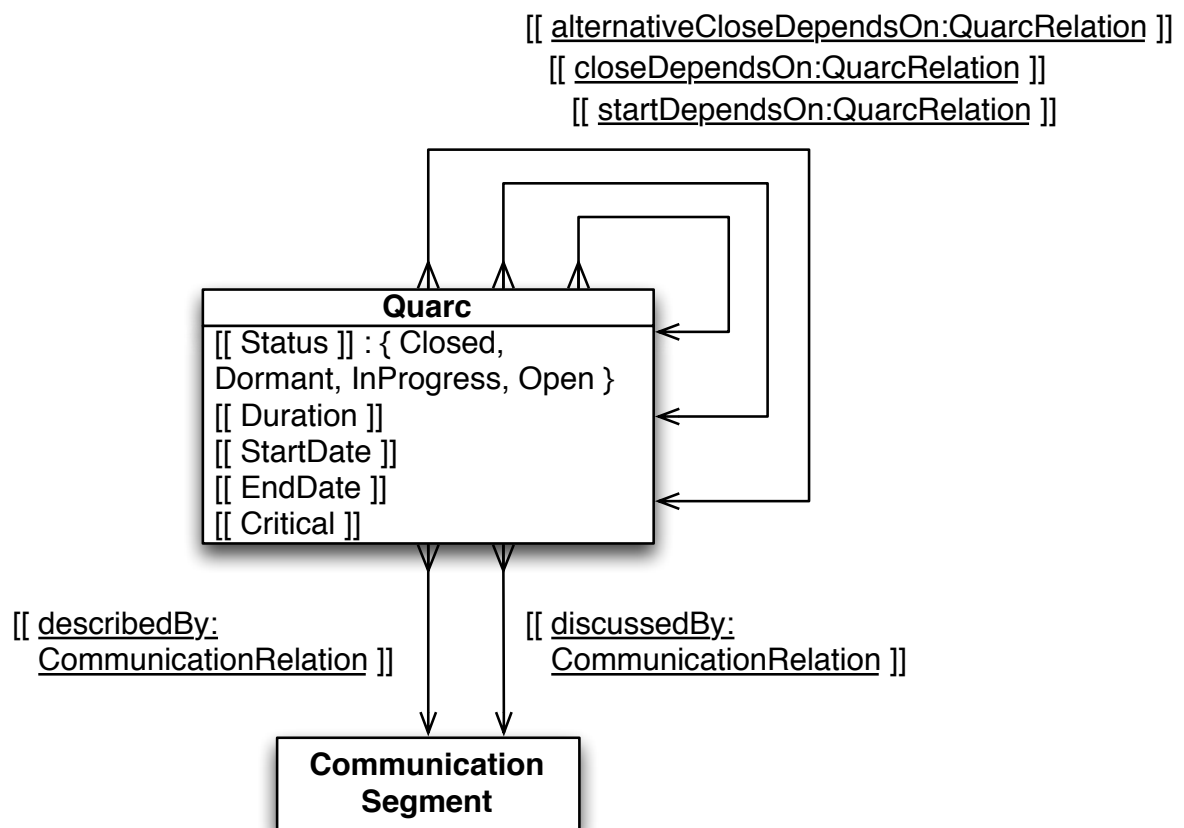 [[ alternativeCloseDependsOn:QuarcRelation ]]
[[ closeDependsOn:QuarcRelation ]]
[[ startDependsOn:QuarcRelation ]]
Quarc
[[ Status ]] : { Closed,
Dormant, InProgress, Open }
[[ Duration ]]
[[ StartDate ]]
[[ EndDate ]]
[[ Critical ]]
[[ describedBy:
CommunicationRelation ]]
[[ discussedBy:
CommunicationRelation ]]
Communication
Segment